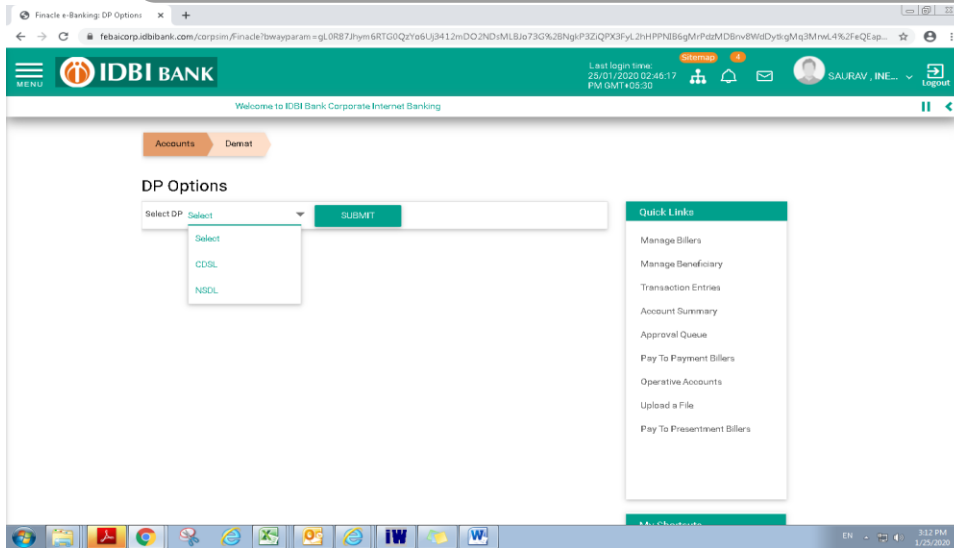 Finacle e-Banking: DP Options
febaicorp.idbibank.com/corpsim/Finacle?bwayparam=gL0R87Jhym6RTG0QzYo6Uj3412mDO2NDsML8Jo73G%2BNgkP3ZiQPX3FyL2hHPPNIB6gMrPdzMDBnvBWdDytkgMq3MrwL4%2FeQEap...
MENU
IDBI BANK
Last login time:
25/01/2020 02:46:17
PM GMT+05:30
Sitemap
4
SAURAV , INE...
Logout
Welcome to IDBI Bank Corporate Internet Banking
Accounts
Demat
DP Options
Select DP
Select
SUBMIT
Select
CDSL
NSDL
Quick Links
Manage Billers
Manage Beneficiary
Transaction Entries
Account Summary
Approval Queue
Pay To Payment Billers
Operative Accounts
Upload a File
Pay To Presentment Billers
My Shortcuts
iW
W
EN
3:12 PM
1/25/2020